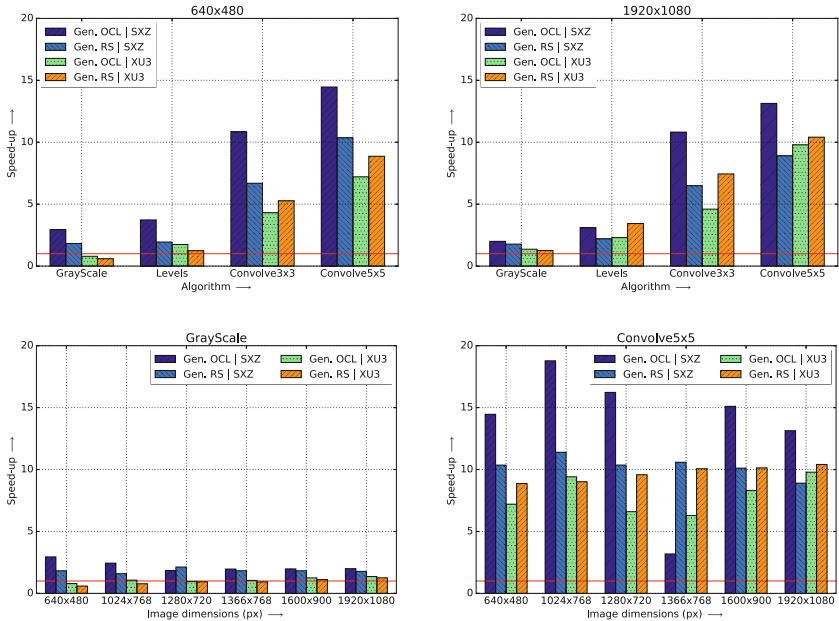 640x480
20
15
10
5
0
Speed-up →
Gen. OCL | SXZ
Gen. RS | SXZ
Gen. OCL | XU3
Gen. RS | XU3
GrayScale Levels Convolve3x3 Convolve5x5
Algorithm →
1920x1080
20
15
10
5
0
Speed-up →
Gen. OCL | SXZ
Gen. RS | SXZ
Gen. OCL | XU3
Gen. RS | XU3
GrayScale Levels Convolve3x3 Convolve5x5
Algorithm →
GrayScale
20
15
10
5
0
Speed-up →
Gen. OCL | SXZ Gen. OCL | XU3
Gen. RS | SXZ Gen. RS | XU3
640x480 1024x768 1280x720 1366x768 1600x900 1920x1080
Image dimensions (px) →
Convolve5x5
20
15
10
5
0
Speed-up →
Gen. OCL | SXZ Gen. OCL | XU3
Gen. RS | SXZ Gen. RS | XU3
640x480 1024x768 1280x720 1366x768 1600x900 1920x1080
Image dimensions (px) →